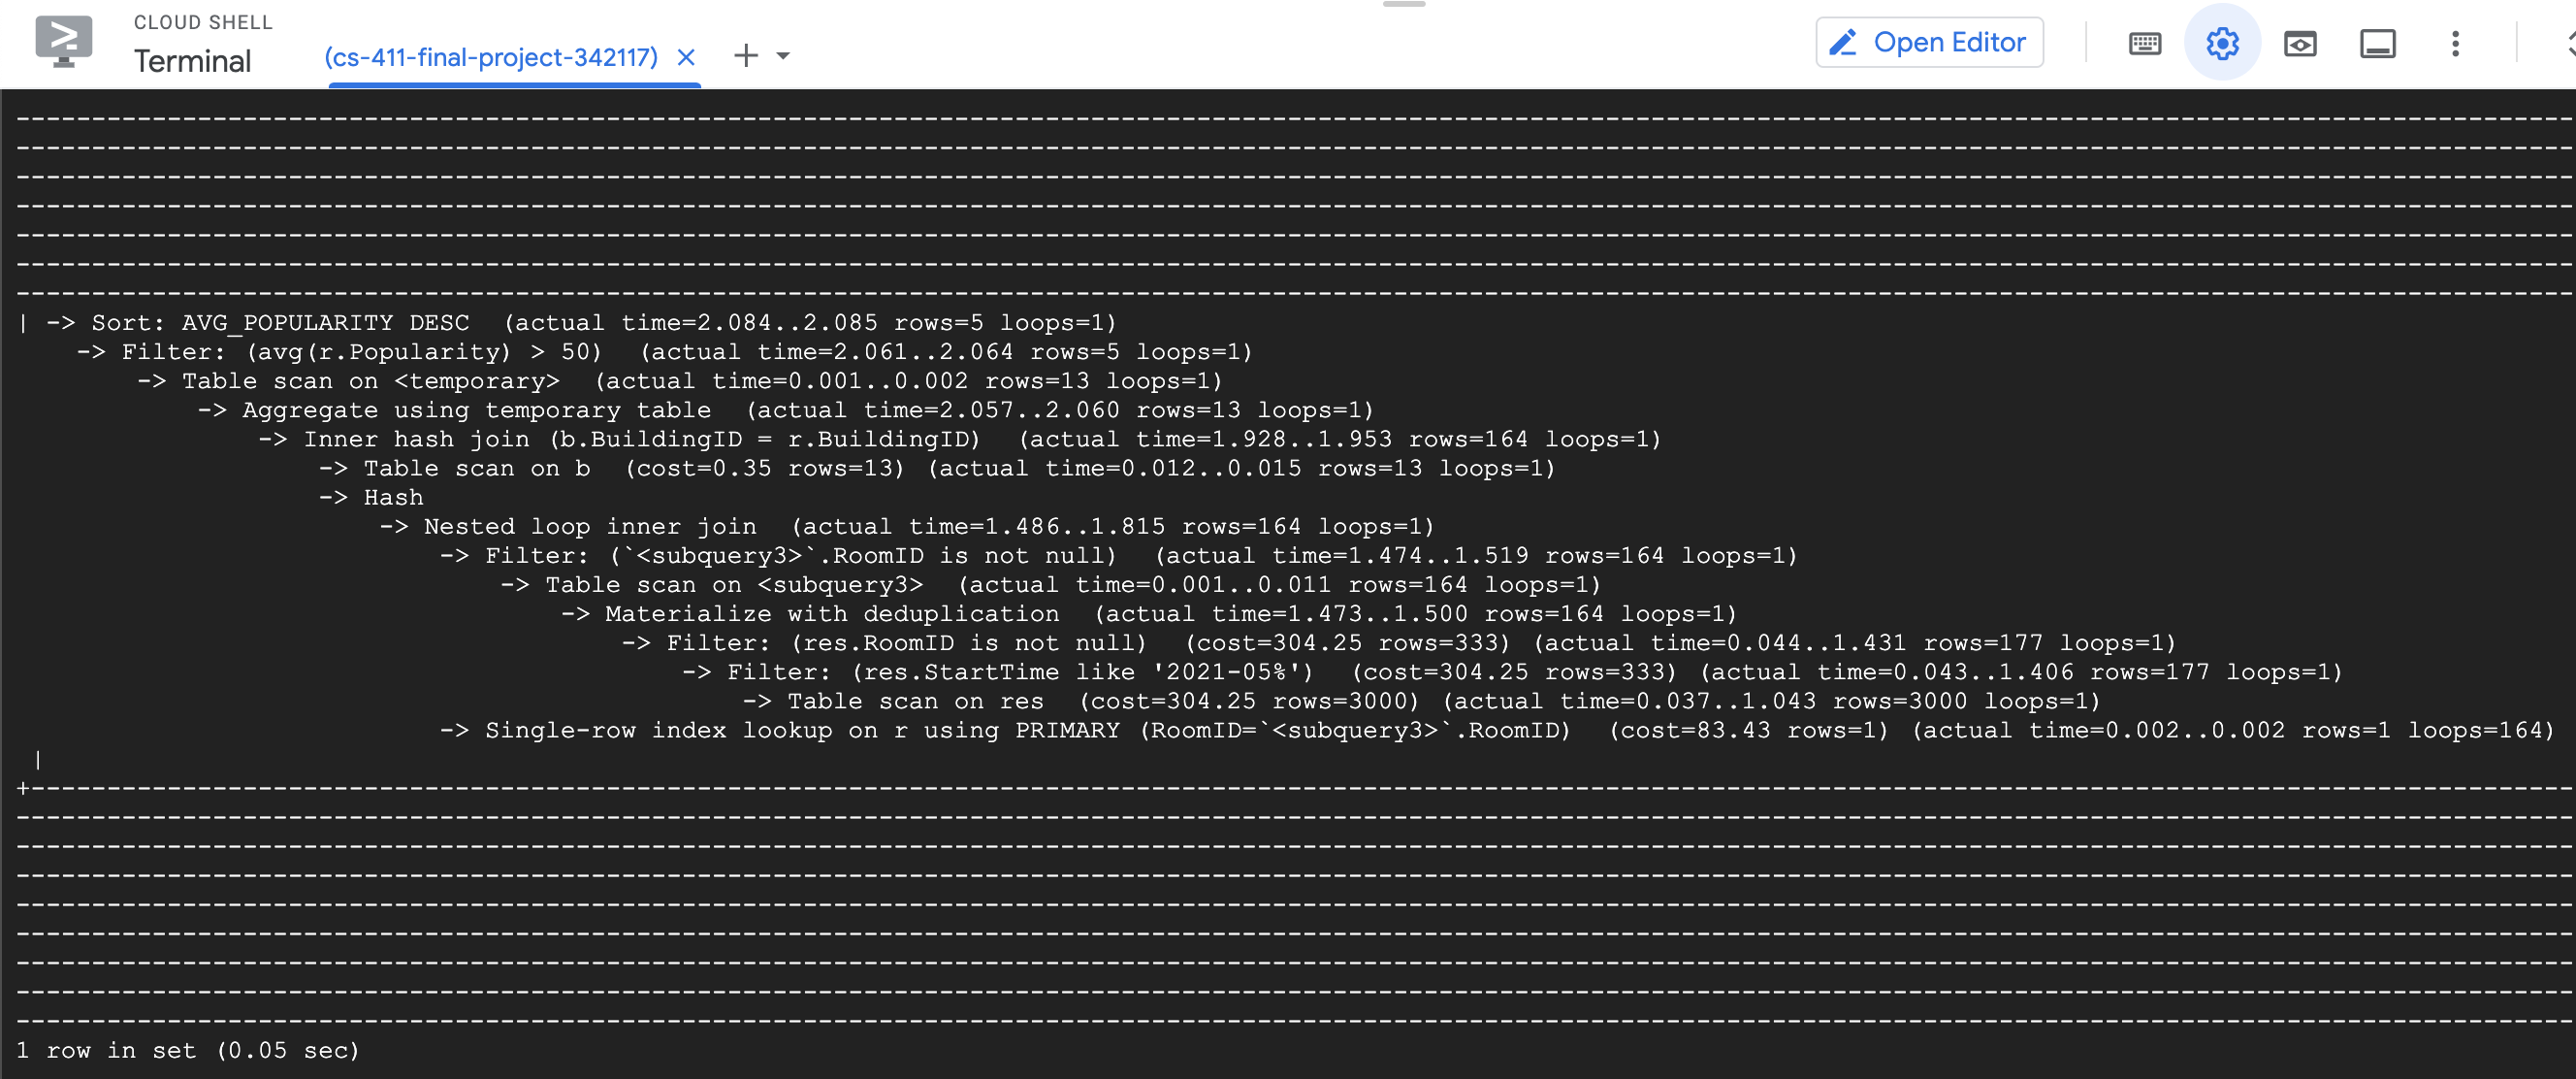 CLOUD SHELL
Terminal
(cs-411-final-project-342117)
Open Editor
--------------------------------------------------------------------------------------------------------------------------------------------------------------------------
--------------------------------------------------------------------------------------------------------------------------------------------------------------------------
--------------------------------------------------------------------------------------------------------------------------------------------------------------------------
--------------------------------------------------------------------------------------------------------------------------------------------------------------------------
--------------------------------------------------------------------------------------------------------------------------------------------------------------------------
--------------------------------------------------------------------------------------------------------------------------------------------------------------------------
--------------------------------------------------------------------------------------------------------------------------------------------------------------------------
| -> Sort: AVG_POPULARITY DESC  (actual time=2.084..2.085 rows=5 loops=1)
    -> Filter: (avg(r.Popularity) > 50)  (actual time=2.061..2.064 rows=5 loops=1)
        -> Table scan on <temporary>  (actual time=0.001..0.002 rows=13 loops=1)
            -> Aggregate using temporary table  (actual time=2.057..2.060 rows=13 loops=1)
                -> Inner hash join (b.BuildingID = r.BuildingID)  (actual time=1.928..1.953 rows=164 loops=1)
                    -> Table scan on b  (cost=0.35 rows=13) (actual time=0.012..0.015 rows=13 loops=1)
                    -> Hash
                        -> Nested loop inner join  (actual time=1.486..1.815 rows=164 loops=1)
                            -> Filter: (`<subquery3>`.RoomID is not null)  (actual time=1.474..1.519 rows=164 loops=1)
                                -> Table scan on <subquery3>  (actual time=0.001..0.011 rows=164 loops=1)
                                    -> Materialize with deduplication  (actual time=1.473..1.500 rows=164 loops=1)
                                        -> Filter: (res.RoomID is not null)  (cost=304.25 rows=333) (actual time=0.044..1.431 rows=177 loops=1)
                                            -> Filter: (res.StartTime like '2021-05%')  (cost=304.25 rows=333) (actual time=0.043..1.406 rows=177 loops=1)
                                                -> Table scan on res  (cost=304.25 rows=3000) (actual time=0.037..1.043 rows=3000 loops=1)
                            -> Single-row index lookup on r using PRIMARY (RoomID=`<subquery3>`.RoomID)  (cost=83.43 rows=1) (actual time=0.002..0.002 rows=1 loops=164)
 |
+-------------------------------------------------------------------------------------------------------------------------------------------------------------------------
--------------------------------------------------------------------------------------------------------------------------------------------------------------------------
--------------------------------------------------------------------------------------------------------------------------------------------------------------------------
--------------------------------------------------------------------------------------------------------------------------------------------------------------------------
--------------------------------------------------------------------------------------------------------------------------------------------------------------------------
--------------------------------------------------------------------------------------------------------------------------------------------------------------------------
--------------------------------------------------------------------------------------------------------------------------------------------------------------------------
--------------------------------------------------------------------------------------------------------------------------------------------------------------------------
--------------------------------------------------------------------------------------------------------------------------------------------------------------------------
1 row in set (0.05 sec)